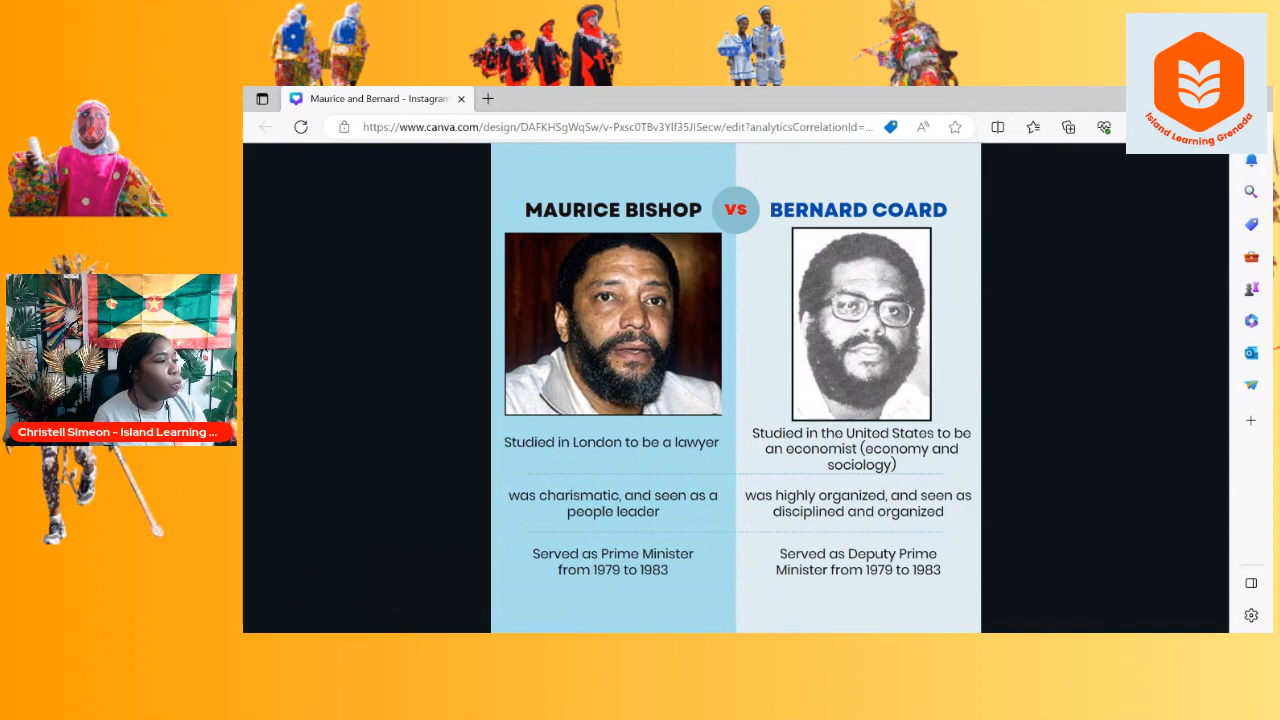 Maurice and Bernard - Instagram
https://www.canva.com/design/DAFKHSgWqSw/v-Pxsc0TBv3Ylf35JISecw/edit?analyticsCorrelationId=...
Island Learning Grenada
MAURICE BISHOP
VS
BERNARD COARD
Studied in London to be a lawyer
Studied in the United States to be
an economist (economy and
sociology)
was charismatic, and seen as a
people leader
was highly organized, and seen as
disciplined and organized
Served as Prime Minister
from 1979 to 1983
Served as Deputy Prime
Minister from 1979 to 1983
Christell Simeon - Island Learning ...